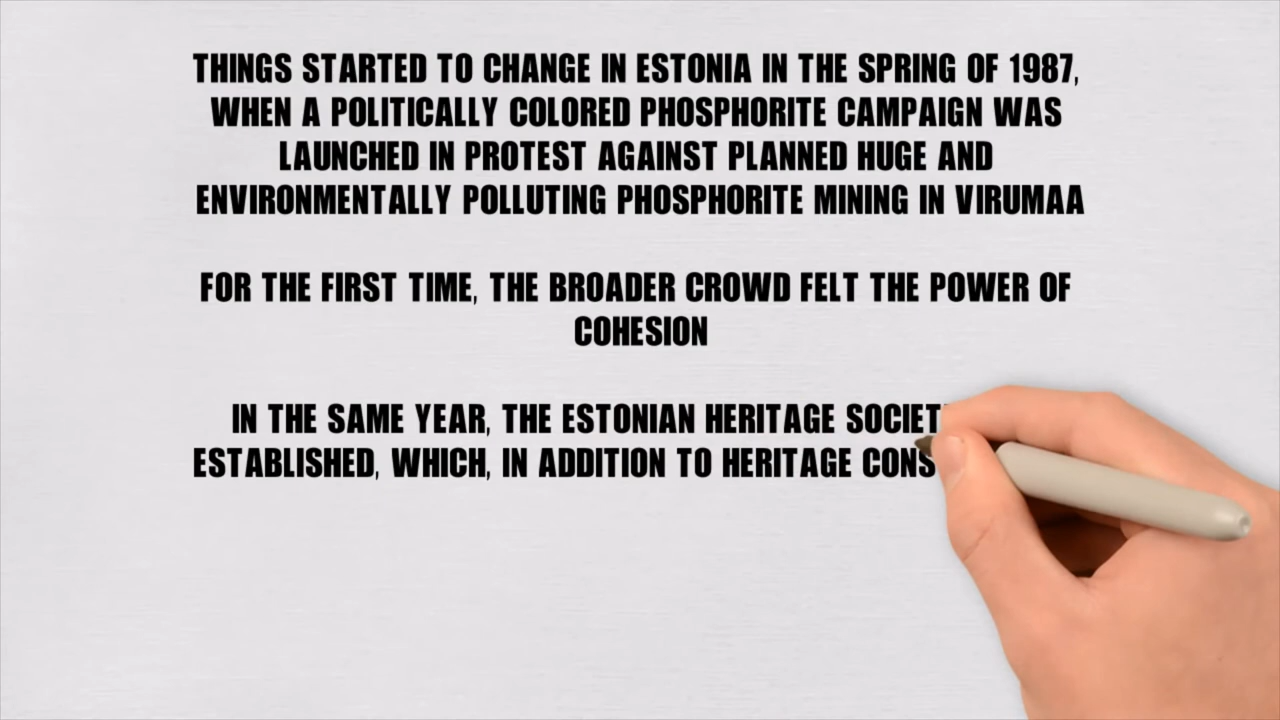 THINGS STARTED TO CHANGE IN ESTONIA IN THE SPRING OF 1987,
WHEN A POLITICALLY COLORED PHOSPHORITE CAMPAIGN WAS
LAUNCHED IN PROTEST AGAINST PLANNED HUGE AND
ENVIRONMENTALLY POLLUTING PHOSPHORITE MINING IN VIRUMAA
FOR THE FIRST TIME, THE BROADER CROWD FELT THE POWER OF
COHESION
IN THE SAME YEAR, THE ESTONIAN HERITAGE
ESTABLISHED, WHICH, IN ADDITION TO HERITAGE